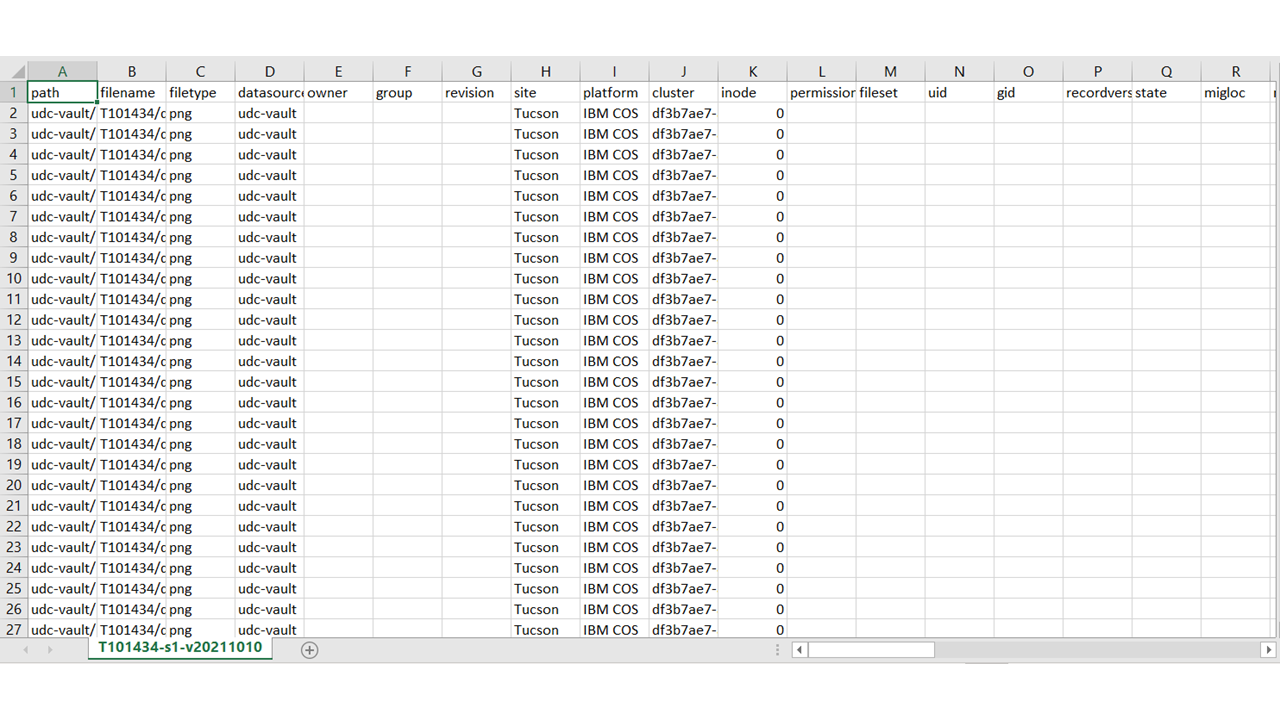 A B C D E F G H I J K L M N O P Q R
1 path filename filetype datasourc owner group revision site platform cluster inode permission fileset uid gid recordvers state migloc
2 udc-vault/ T101434/c png udc-vault Tucson IBM COS df3b7ae7- 0
3 udc-vault/ T101434/c png udc-vault Tucson IBM COS df3b7ae7- 0
4 udc-vault/ T101434/c png udc-vault Tucson IBM COS df3b7ae7- 0
5 udc-vault/ T101434/c png udc-vault Tucson IBM COS df3b7ae7- 0
6 udc-vault/ T101434/c png udc-vault Tucson IBM COS df3b7ae7- 0
7 udc-vault/ T101434/c png udc-vault Tucson IBM COS df3b7ae7- 0
8 udc-vault/ T101434/c png udc-vault Tucson IBM COS df3b7ae7- 0
9 udc-vault/ T101434/c png udc-vault Tucson IBM COS df3b7ae7- 0
10 udc-vault/ T101434/c png udc-vault Tucson IBM COS df3b7ae7- 0
11 udc-vault/ T101434/c png udc-vault Tucson IBM COS df3b7ae7- 0
12 udc-vault/ T101434/c png udc-vault Tucson IBM COS df3b7ae7- 0
13 udc-vault/ T101434/c png udc-vault Tucson IBM COS df3b7ae7- 0
14 udc-vault/ T101434/c png udc-vault Tucson IBM COS df3b7ae7- 0
15 udc-vault/ T101434/c png udc-vault Tucson IBM COS df3b7ae7- 0
16 udc-vault/ T101434/c png udc-vault Tucson IBM COS df3b7ae7- 0
17 udc-vault/ T101434/c png udc-vault Tucson IBM COS df3b7ae7- 0
18 udc-vault/ T101434/c png udc-vault Tucson IBM COS df3b7ae7- 0
19 udc-vault/ T101434/c png udc-vault Tucson IBM COS df3b7ae7- 0
20 udc-vault/ T101434/c png udc-vault Tucson IBM COS df3b7ae7- 0
21 udc-vault/ T101434/c png udc-vault Tucson IBM COS df3b7ae7- 0
22 udc-vault/ T101434/c png udc-vault Tucson IBM COS df3b7ae7- 0
23 udc-vault/ T101434/c png udc-vault Tucson IBM COS df3b7ae7- 0
24 udc-vault/ T101434/c png udc-vault Tucson IBM COS df3b7ae7- 0
25 udc-vault/ T101434/c png udc-vault Tucson IBM COS df3b7ae7- 0
26 udc-vault/ T101434/c png udc-vault Tucson IBM COS df3b7ae7- 0
27 udc-vault/ T101434/c png udc-vault Tucson IBM COS df3b7ae7- 0
T101434-s1-v20211010